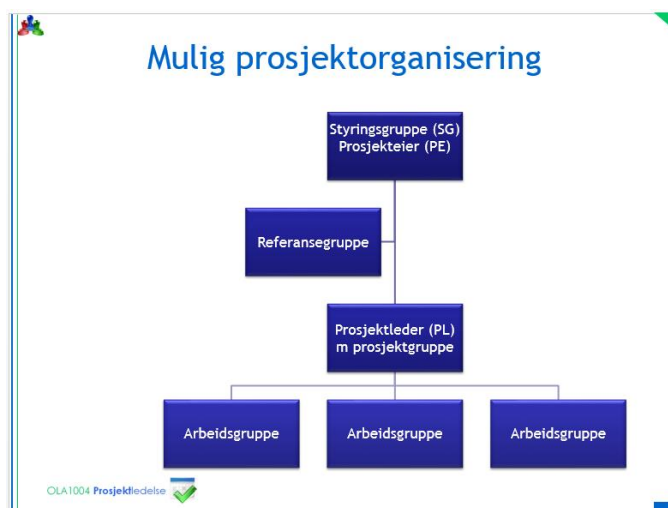 Mulig prosjektorganisering
Styringsgruppe (SG)
Prosjekteier (PE)
Referansegruppe
Prosjektleder (PL)
m prosjektgruppe
Arbeidsgruppe
Arbeidsgruppe
Arbeidsgruppe
OLA1004 Prosjektledelse